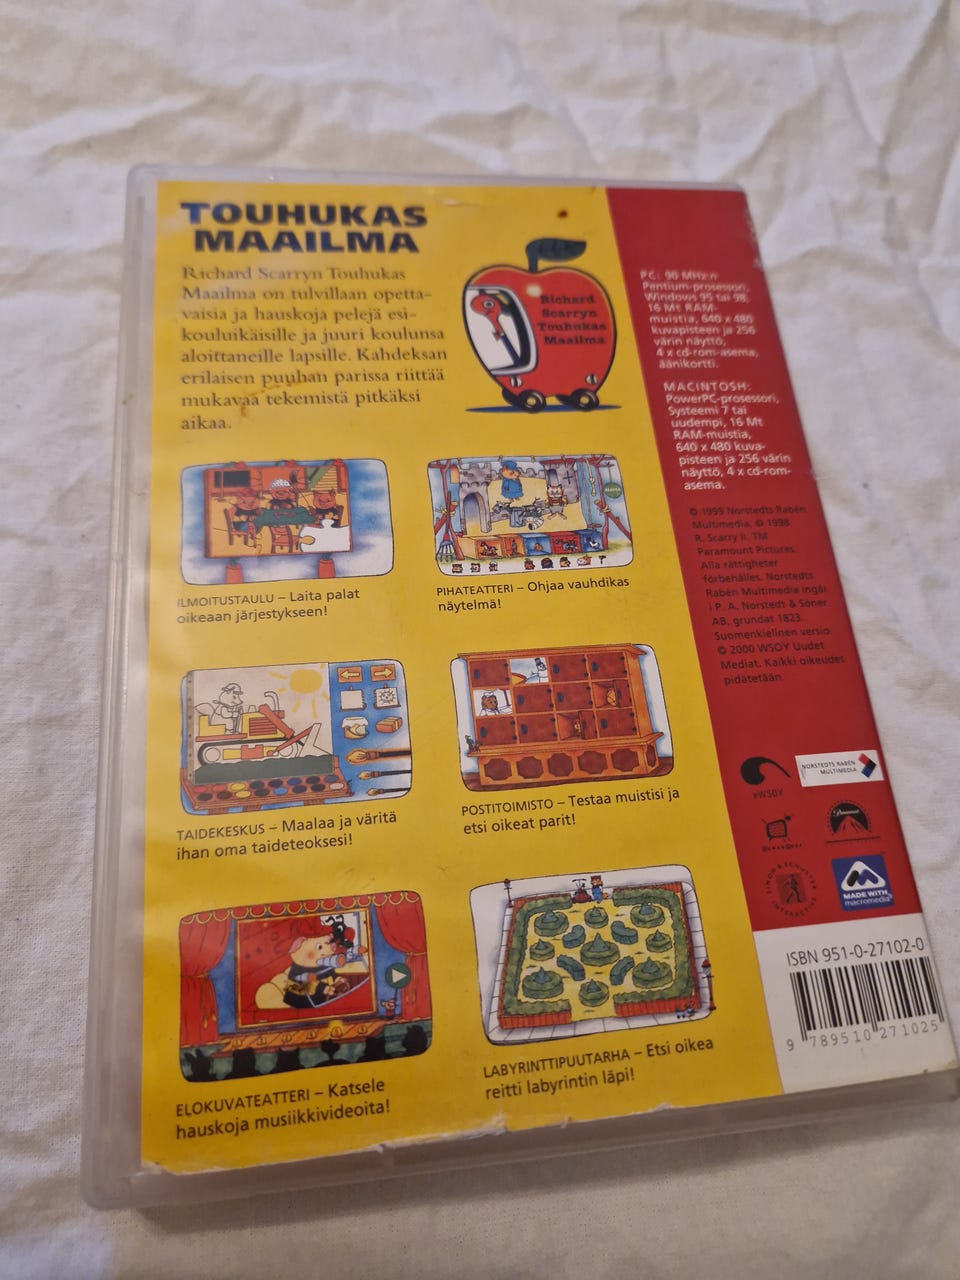 TOUHUKAS
MAAILMA
Richard Scarryn Touhukas
Maailma on tulvillaan opetta-
vaisia ja hauskoja pelejä esi-
kouluikäisille ja juuri koulunsa
aloittaneille lapsille. Kahdeksan
erilaisen puuhan parissa riittää
mukavaa tekemistä pitkäksi
aikaa.
Richard
Scarryn
Touhukas
Maailma
ILMOITUSTAULU – Laita palat
oikeaan järjestykseen!
PIHATEATTERI – Ohjaa vauhdikas
näytelmä!
TAIDEKESKUS – Maalaa ja väritä
ihan oma taideteoksesi!
POSTITOIMISTO – Testaa muistisi ja
etsi oikeat parit!
ELOKUVATEATTERI – Katsele
hauskoja musiikkivideoita!
LABYRINTTIPUUTARHA – Etsi oikea
reitti labyrintin läpi!
PC: 90 MHz:n
Pentium-prosessori,
Windows 95 tai 98,
16 Mt RAM-
muistia, 640 x 480
kuvapisteen ja 256
värin näyttö,
4 x cd-rom-asema,
äänikortti.
MACINTOSH:
PowerPC-prosessori,
Systeemi 7 tai
uudempi, 16 Mt
RAM-muistia,
640 x 480 kuva-
pisteen ja 256 värin
näyttö, 4 x cd-rom-
asema.
© 1999 Norstedts Rabén
Multimedia. © 1998
R. Scarry II. TM
Paramount Pictures.
Alla rättigheter
förbehålles. Norstedts
Rabén Multimedia ingår
i P. A. Norstedt & Söner
AB, grundat 1823.
Suomenkielinen versio
© 2000 WSOY Uudet
Mediat. Kaikki oikeudet
pidätetään.
WSOY
NORSTEDTS RABÉN
MULTIMEDIA
Paramount
SIMON & SCHUSTER
INTERACTIVE
MADE WITH
macromedia
ISBN 951-0-27102-0
9 789510 271025